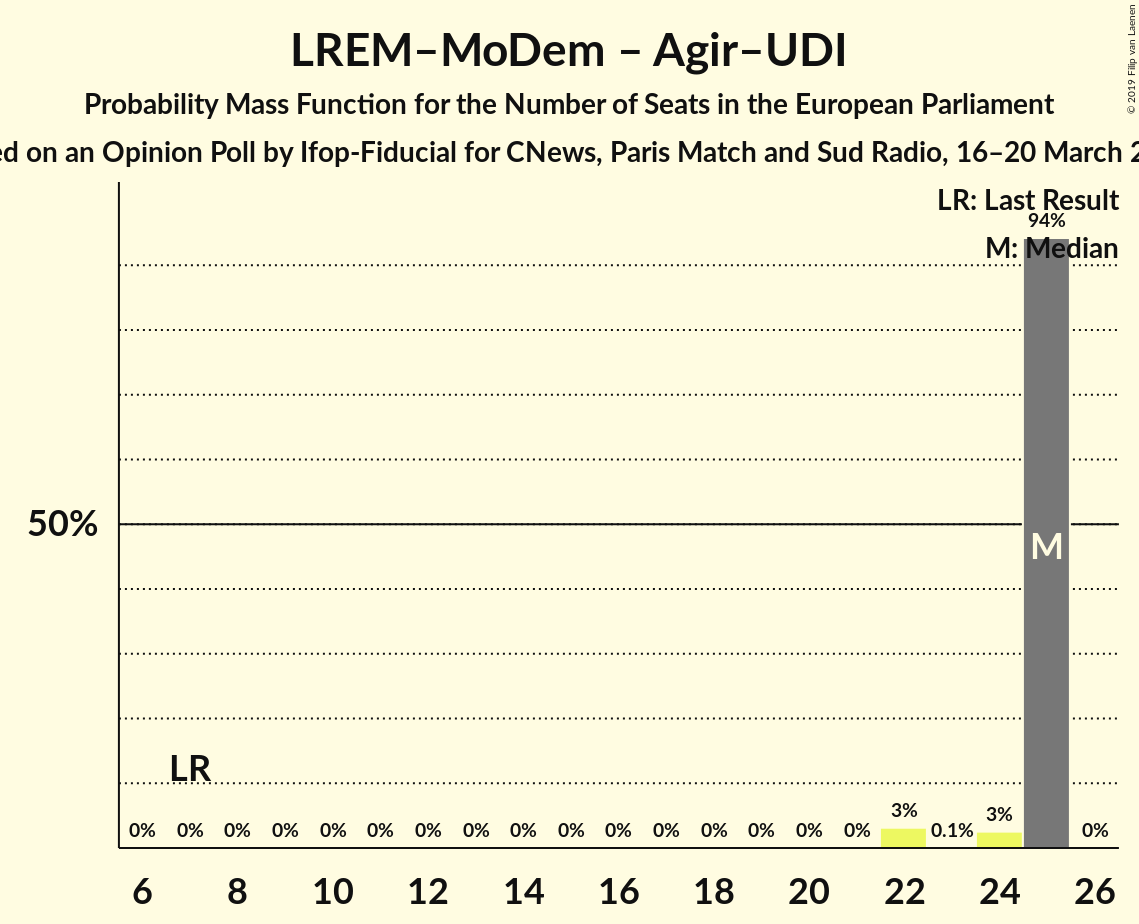 LREM–MoDem – Agir–UDI
Probability Mass Function for the Number of Seats in the European Parliament
on an Opinion Poll by Ifop-Fiducial for CNews, Paris Match and Sud Radio, 16–20 March
© 2019 Filip van Laenen
LR: Last Result
94%
M: Median
50%
M
LR
0% 0% 0% 0% 0% 0% 0% 0% 0% 0% 0% 0% 0% 0% 0% 0% 3% 0.1% 3% 0%
6 8 10 12 14 16 18 20 22 24 26